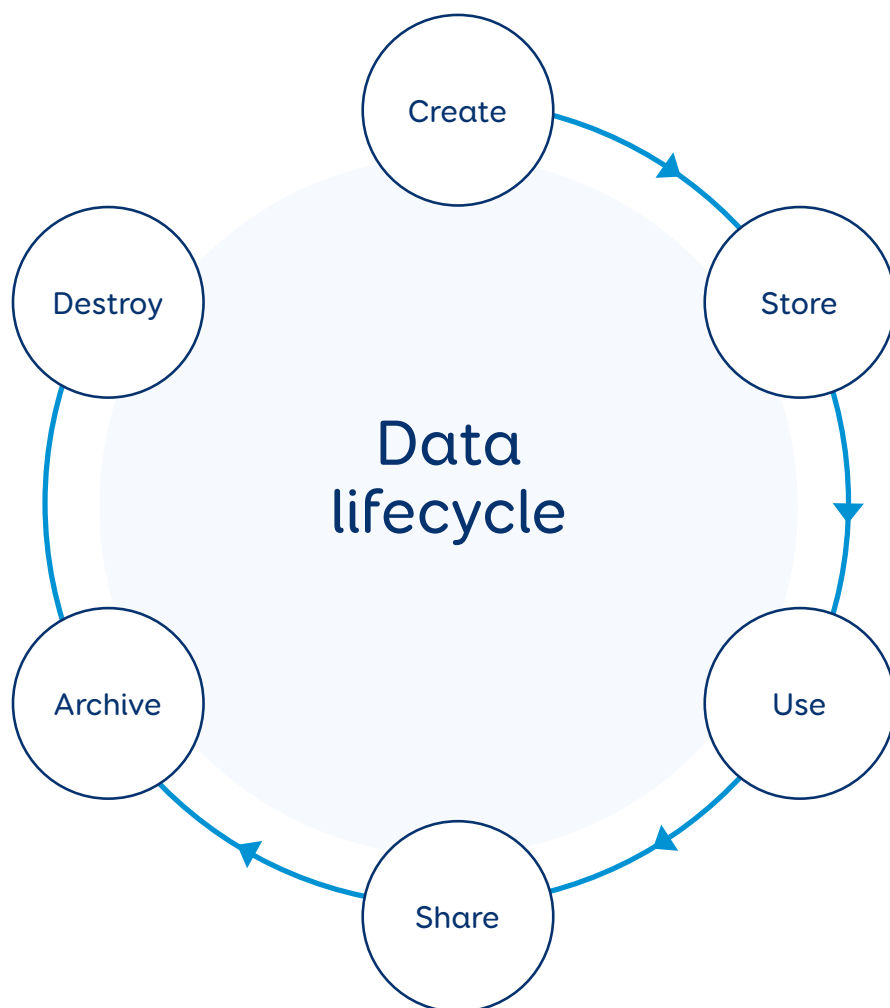 Create
Store
Use
Share
Archive
Destroy
Data
lifecycle